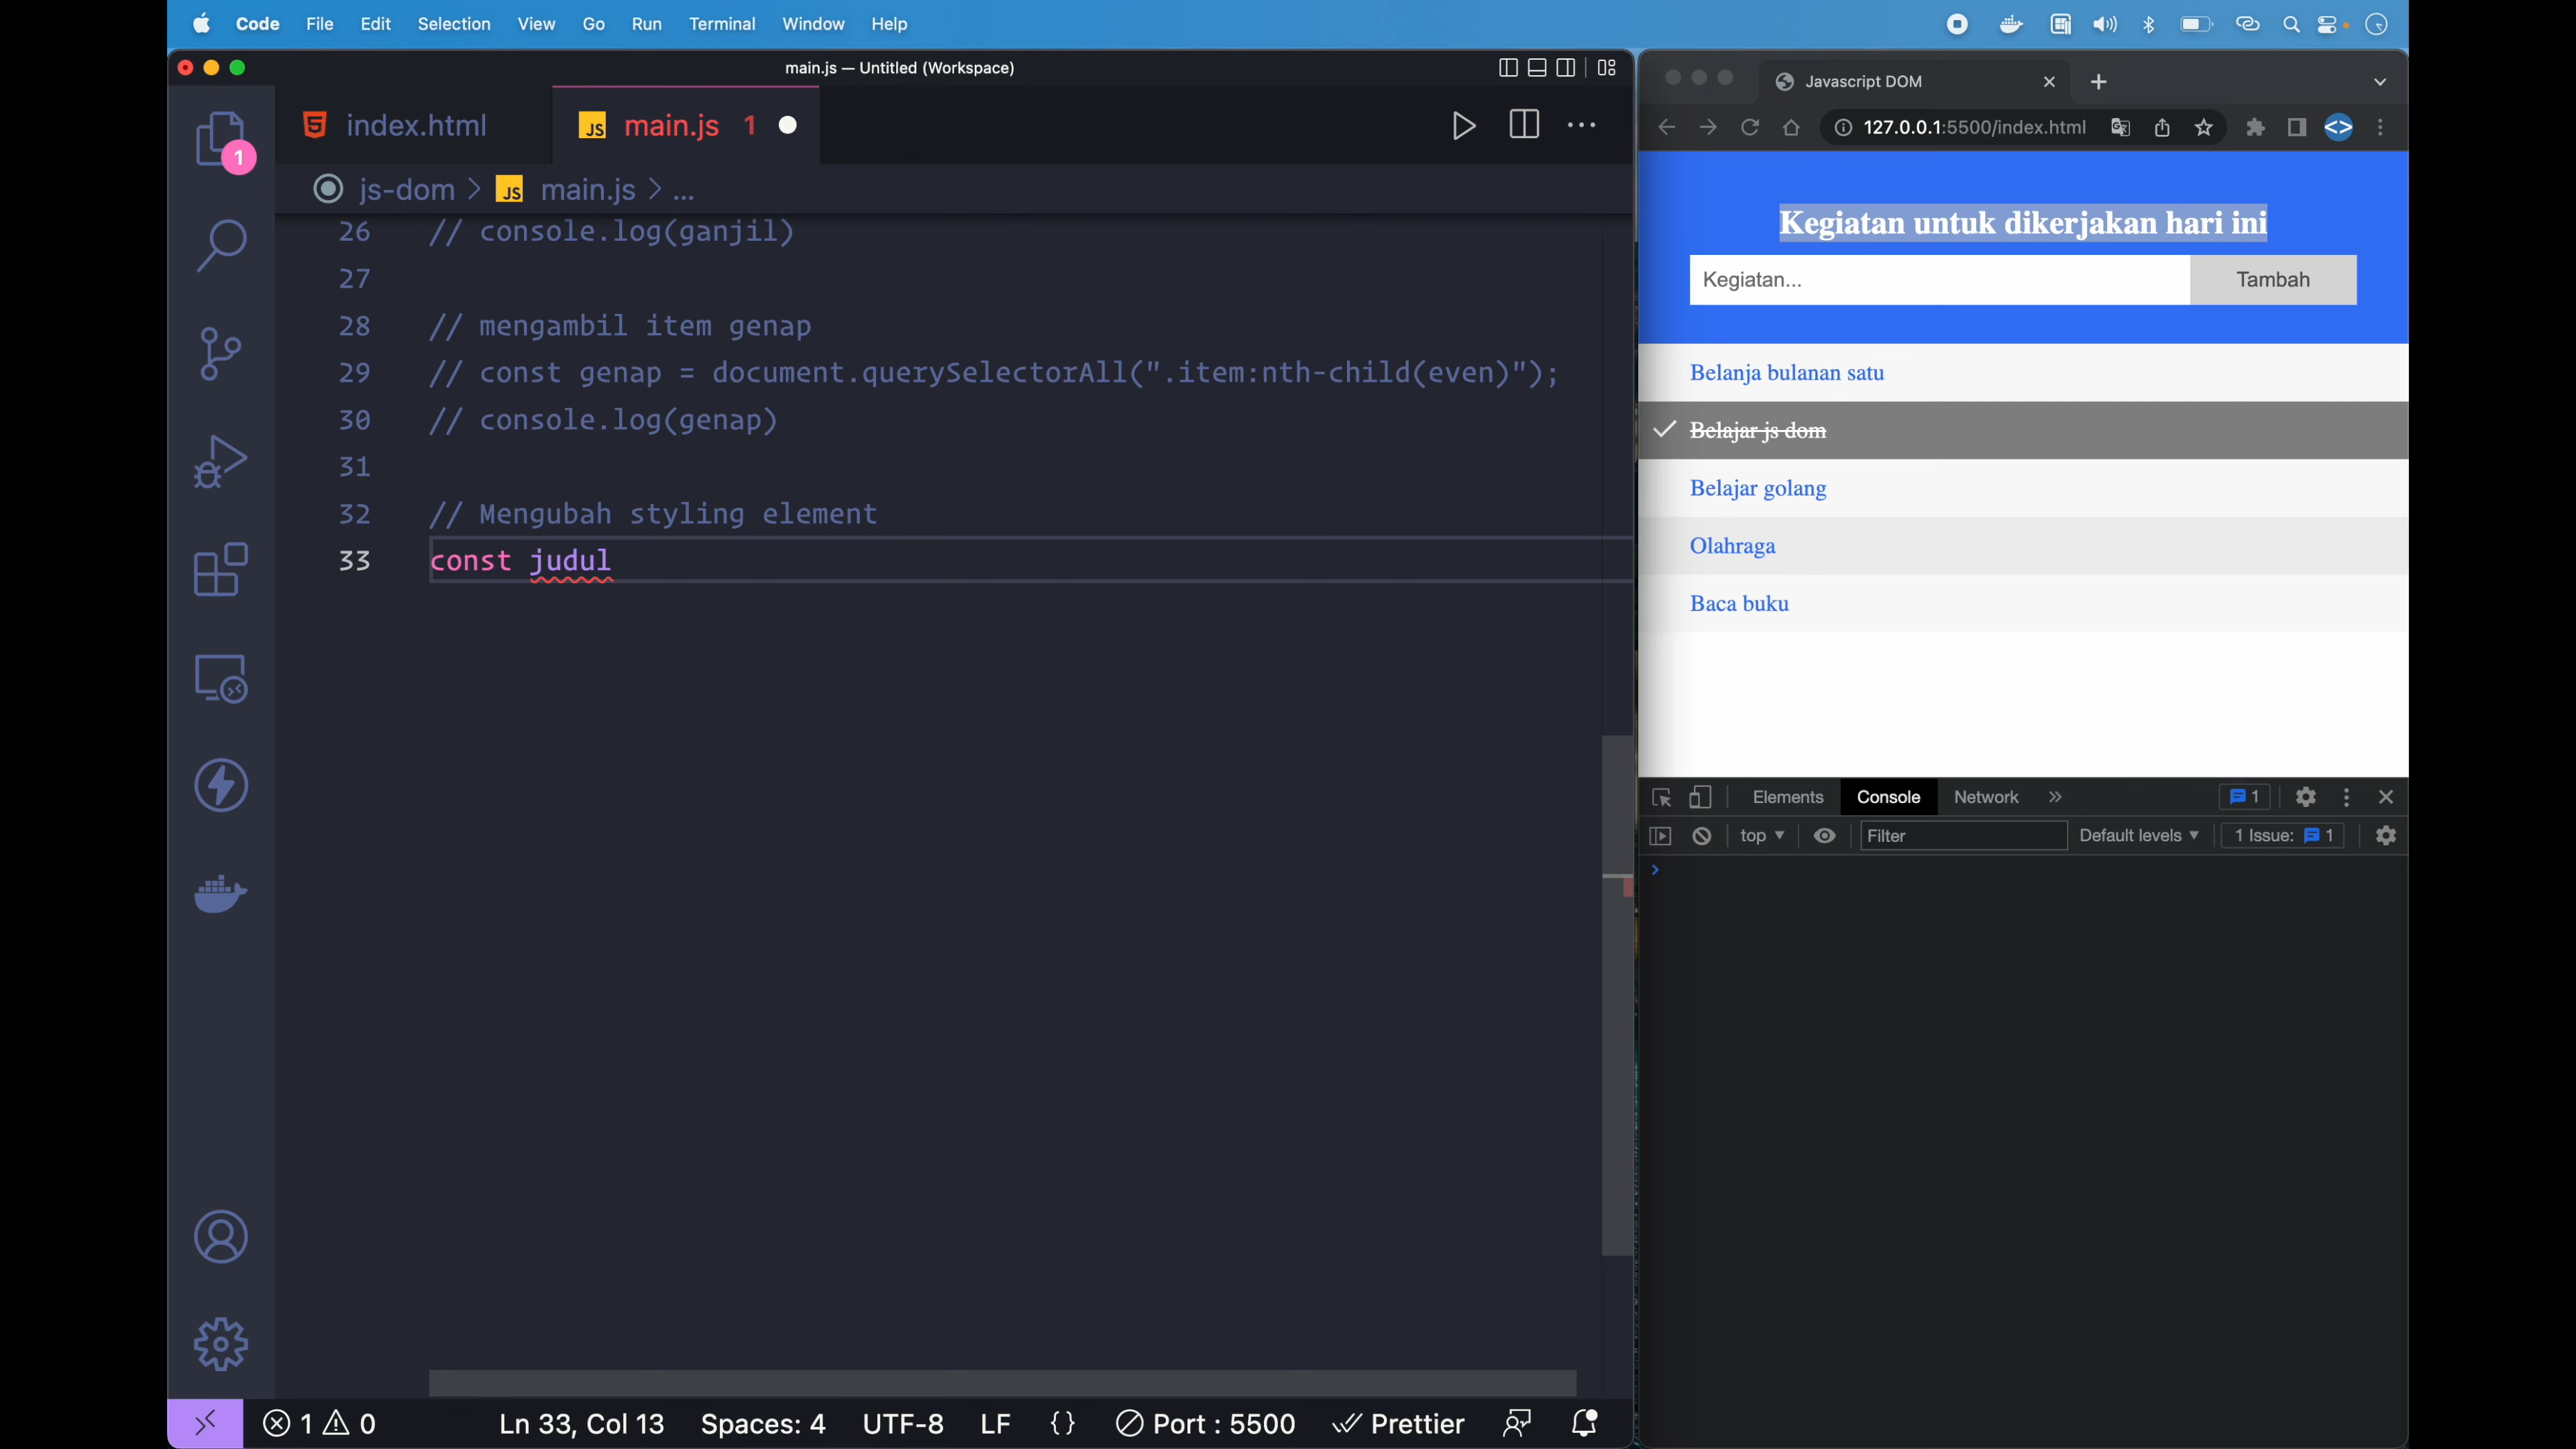 Code File Edit Selection View Go Run Terminal Window Help
main.js — Untitled (Workspace)
index.html
JS main.js 1
js-dom > JS main.js > ...
1
26 // console.log(ganjil)
27
28 // mengambil item genap
29 // const genap = document.querySelectorAll(".item:nth-child(even)");
30 // console.log(genap)
31
32 // Mengubah styling element
33 const judul
1 0 Ln 33, Col 13 Spaces: 4 UTF-8 LF {} Port : 5500 Prettier
Javascript DOM
127.0.0.1:5500/index.html
Kegiatan untuk dikerjakan hari ini
Kegiatan... Tambah
Belanja bulanan satu
Belajar js dom
Belajar golang
Olahraga
Baca buku
Elements Console Network » 1
top Filter Default levels 1 Issue: 1